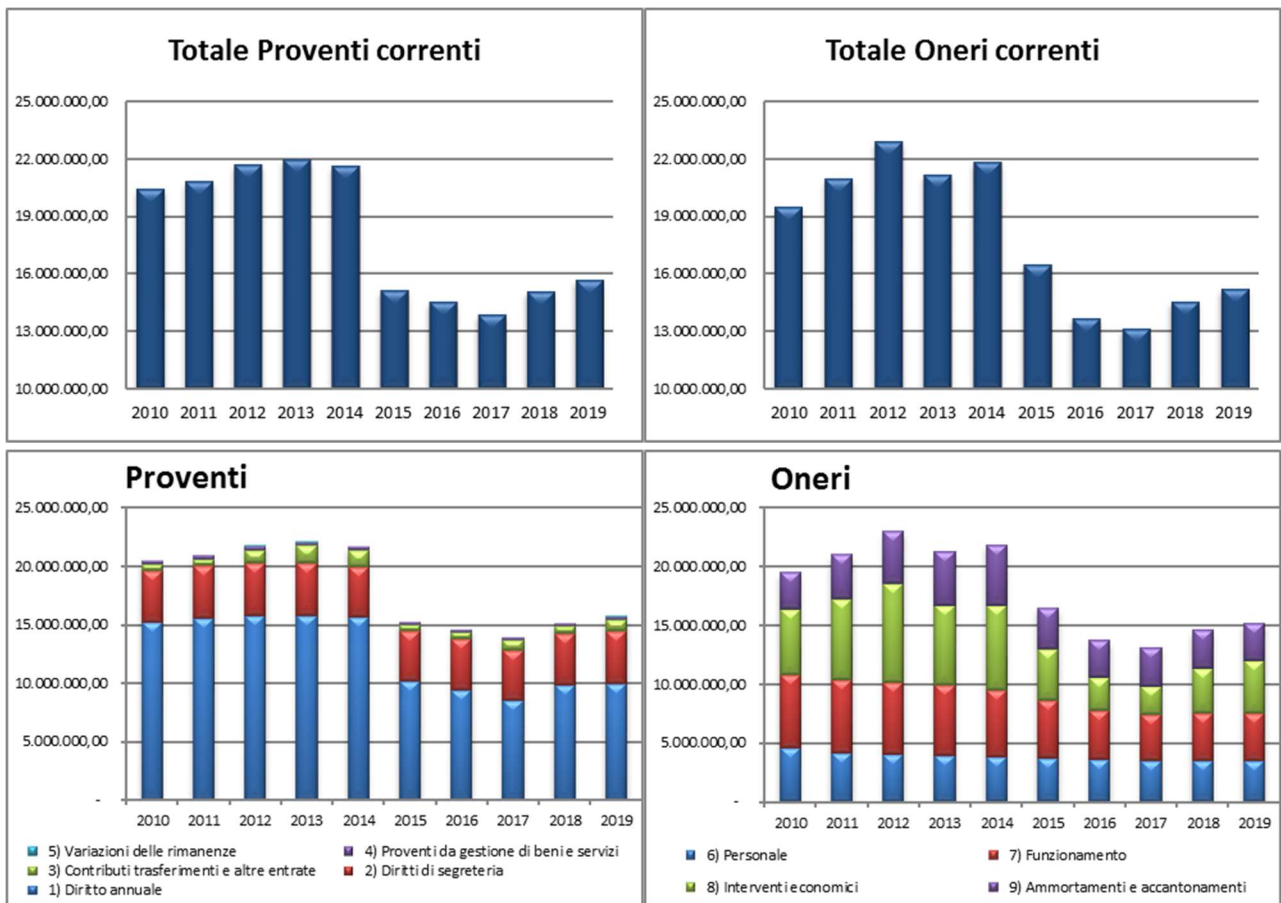 Totale Proventi correnti
25.000.000,00
22.000.000,00
19.000.000,00
16.000.000,00
13.000.000,00
10.000.000,00
2010 2011 2012 2013 2014 2015 2016 2017 2018 2019
Totale Oneri correnti
25.000.000,00
22.000.000,00
19.000.000,00
16.000.000,00
13.000.000,00
10.000.000,00
2010 2011 2012 2013 2014 2015 2016 2017 2018 2019
Proventi
25.000.000,00
20.000.000,00
15.000.000,00
10.000.000,00
5.000.000,00
-
2010 2011 2012 2013 2014 2015 2016 2017 2018 2019
5) Variazioni delle rimanenze 4) Proventi da gestione di beni e servizi
3) Contributi trasferimenti e altre entrate 2) Diritti di segreteria
1) Diritto annuale
Oneri
25.000.000,00
20.000.000,00
15.000.000,00
10.000.000,00
5.000.000,00
-
2010 2011 2012 2013 2014 2015 2016 2017 2018 2019
6) Personale 7) Funzionamento
8) Interventi economici 9) Ammortamenti e accantonamenti